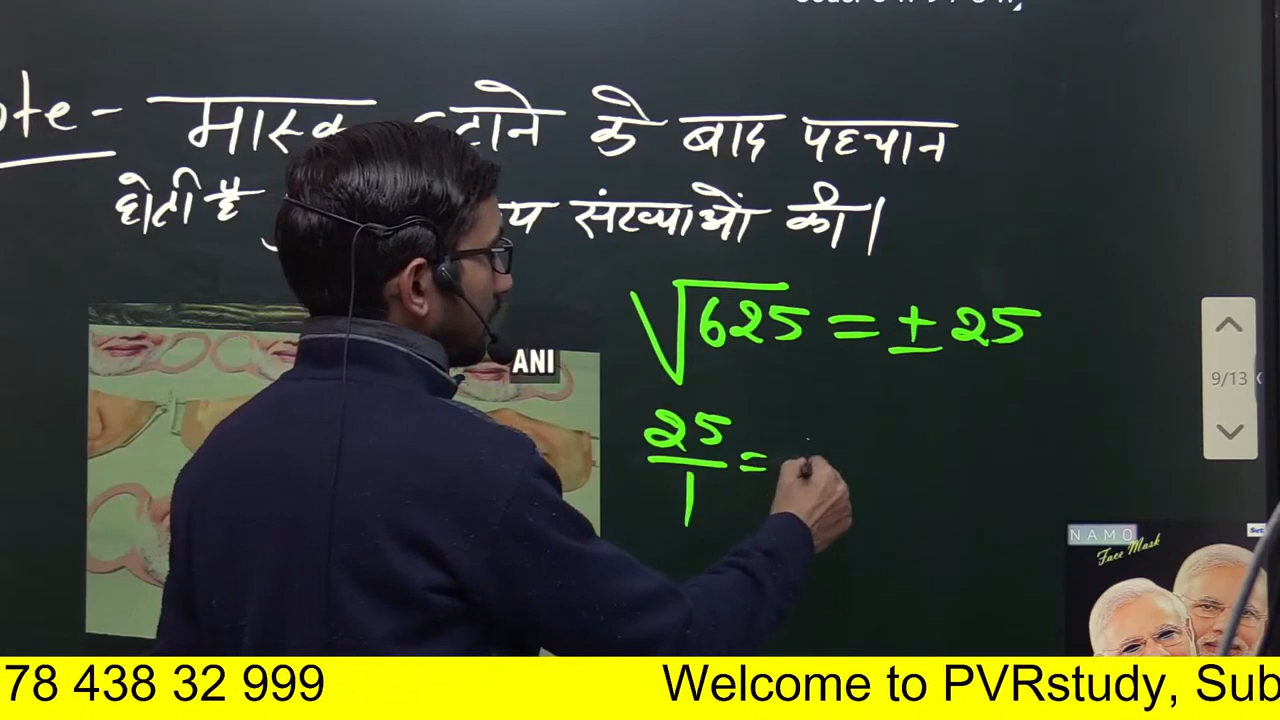 मास्क के बाद पहचान
होती है संख्याओं की।
√625 = ± 25
25/1 =
ANI
9/13
NAMO
Face Mask
78 438 32 999 Welcome to PVRstudy, Sub